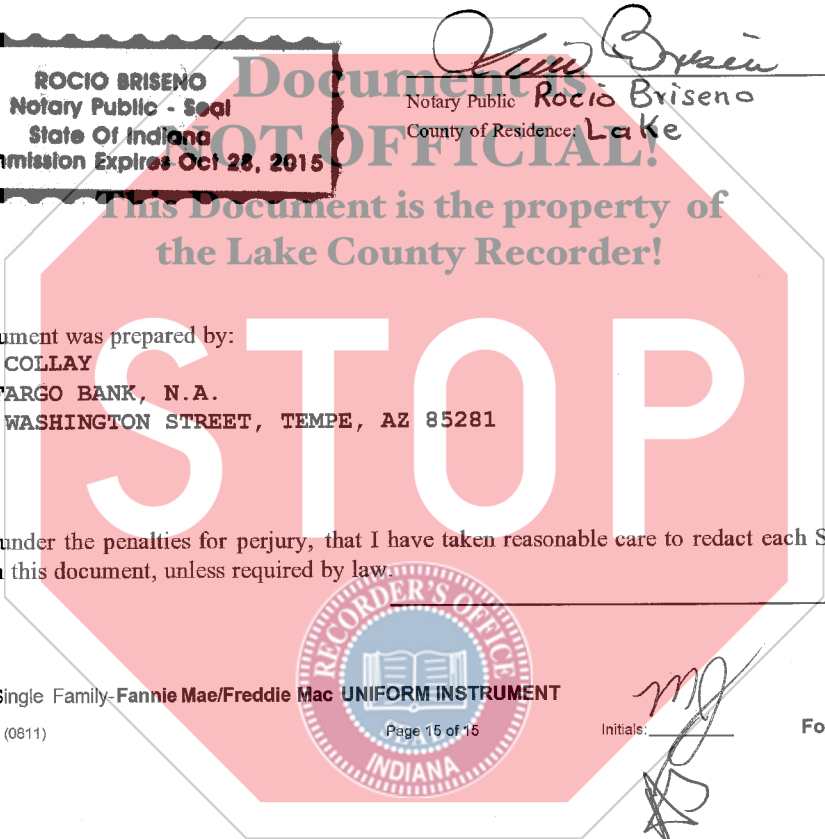 ROCIO BRISENO
Notary Public - Seal
State Of Indiana
mmission Expires Oct 28, 2015
Notary Public Rocio Briseno
County of Residence: Lake
Document is
NOT OFFICIAL!
This Document is the property of
the Lake County Recorder!
STOP
ument was prepared by:
COLLAY
FARGO BANK, N.A.
WASHINGTON STREET, TEMPE, AZ 85281
under the penalties for perjury, that I have taken reasonable care to redact each S
this document, unless required by law.
RECORDER'S OFFICE
SEAL
INDIANA
Single Family-Fannie Mae/Freddie Mac UNIFORM INSTRUMENT
(0811)
Page 15 of 15
Initials:
Fo